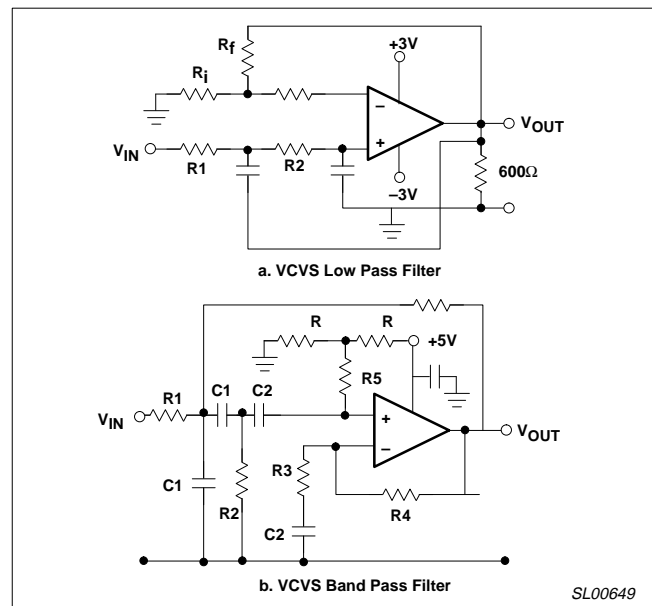 Rf
+3V
Ri
−
VOUT
VIN
R1
R2
+
600Ω
−3V
a. VCVS Low Pass Filter
R
R
+5V
R5
R1
C1
C2
VIN
+
VOUT
−
R3
C1
R2
R4
C2
b. VCVS Band Pass Filter
SL00649